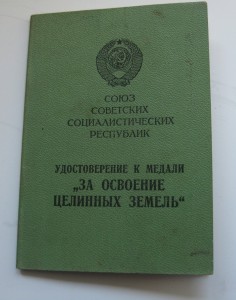 СОЮЗ
СОВЕТСКИХ
СОЦИАЛИСТИЧЕСКИХ
РЕСПУБЛИК
УДОСТОВЕРЕНИЕ К МЕДАЛИ
„ЗА ОСВОЕНИЕ
ЦЕЛИННЫХ ЗЕМЕЛЬ“